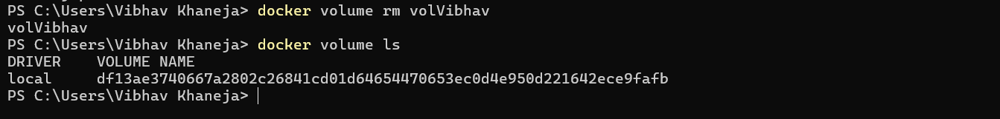 PS C:\Users\Vibhav Khaneja> docker volume rm volVibhav
volVibhav
PS C:\Users\Vibhav Khaneja> docker volume ls
DRIVER    VOLUME NAME
local     df13ae3740667a2802c26841cd01d64654470653ec0d4e950d221642ece9fafb
PS C:\Users\Vibhav Khaneja>